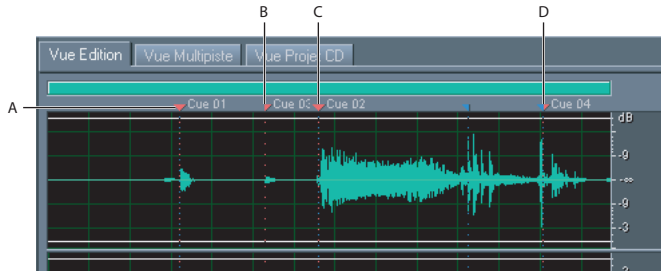 B C D
Vue Edition Vue Multipiste Vue Projet CD
A Cue 01 Cue 03 Cue 02 Cue 04
dB
-9
-∞
-9
-3